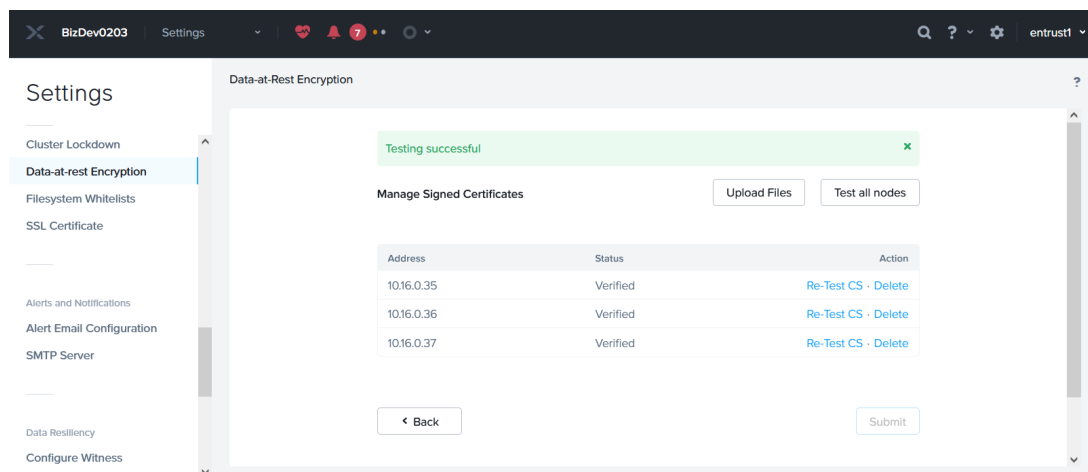 BizDev0203 Settings 7 ? entrust1
Settings
Cluster Lockdown
Data-at-rest Encryption
Filesystem Whitelists
SSL Certificate
Alerts and Notifications
Alert Email Configuration
SMTP Server
Data Resiliency
Configure Witness
Data-at-Rest Encryption ?
Testing successful ×
Manage Signed Certificates Upload Files Test all nodes
Address Status Action
10.16.0.35 Verified Re-Test CS · Delete
10.16.0.36 Verified Re-Test CS · Delete
10.16.0.37 Verified Re-Test CS · Delete
< Back Submit